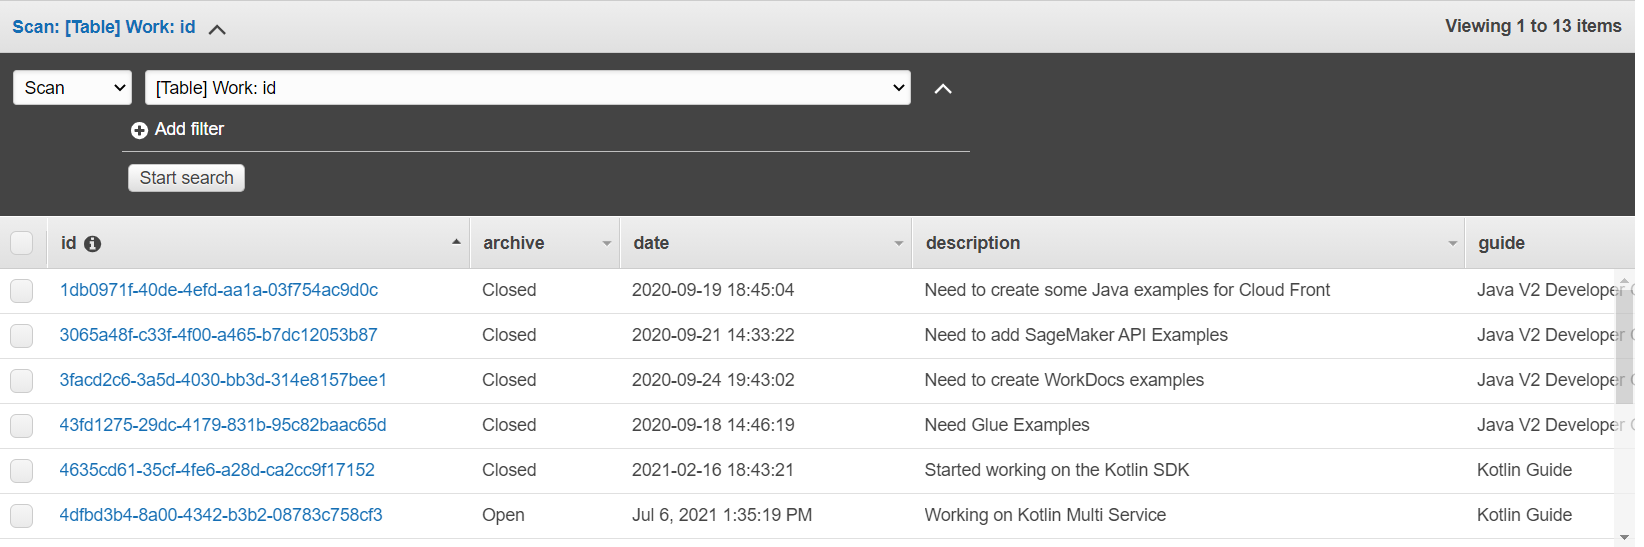 Scan: [Table] Work: id Viewing 1 to 13 items
Scan [Table] Work: id
Add filter
Start search
id archive date description guide
1db0971f-40de-4efd-aa1a-03f754ac9d0c Closed 2020-09-19 18:45:04 Need to create some Java examples for Cloud Front Java V2 Developer
3065a48f-c33f-4f00-a465-b7dc12053b87 Closed 2020-09-21 14:33:22 Need to add SageMaker API Examples Java V2 Developer
3facd2c6-3a5d-4030-bb3d-314e8157bee1 Closed 2020-09-24 19:43:02 Need to create WorkDocs examples Java V2 Developer
43fd1275-29dc-4179-831b-95c82baac65d Closed 2020-09-18 14:46:19 Need Glue Examples Java V2 Developer
4635cd61-35cf-4fe6-a28d-ca2cc9f17152 Closed 2021-02-16 18:43:21 Started working on the Kotlin SDK Kotlin Guide
4dfbd3b4-8a00-4342-b3b2-08783c758cf3 Open Jul 6, 2021 1:35:19 PM Working on Kotlin Multi Service Kotlin Guide